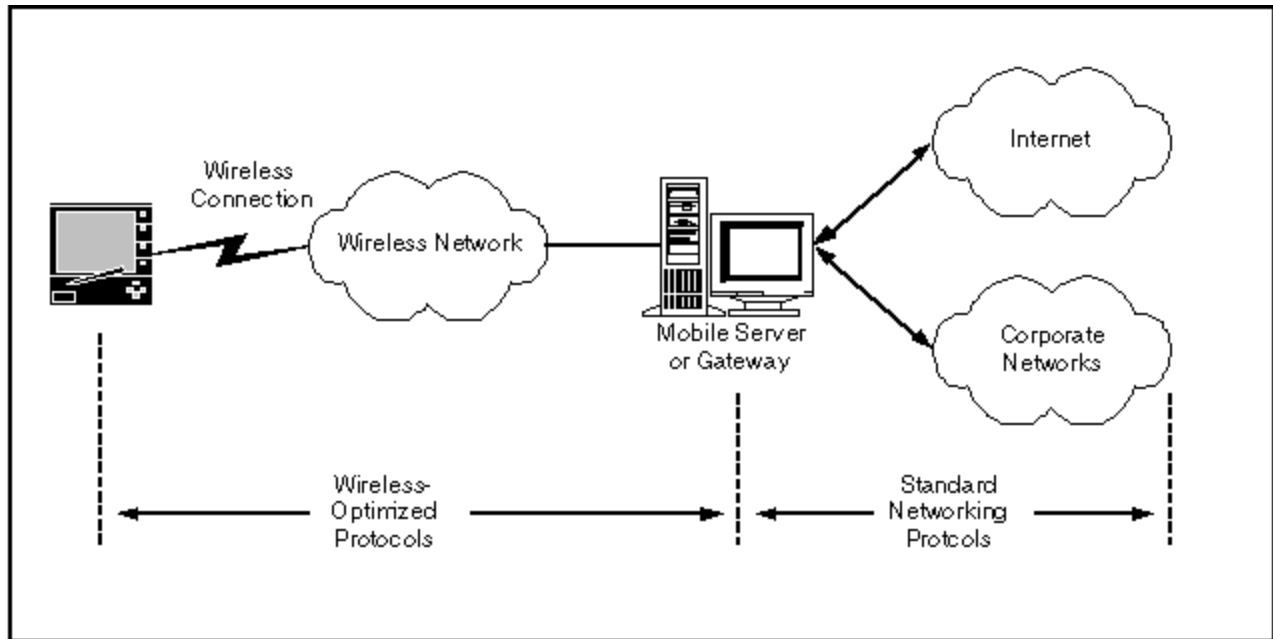 Wireless
Connection
Wireless Network
Internet
Mobile Server
or Gateway
Corporate
Networks
Wireless-
Optimized
Protocols
Standard
Networking
Protcols